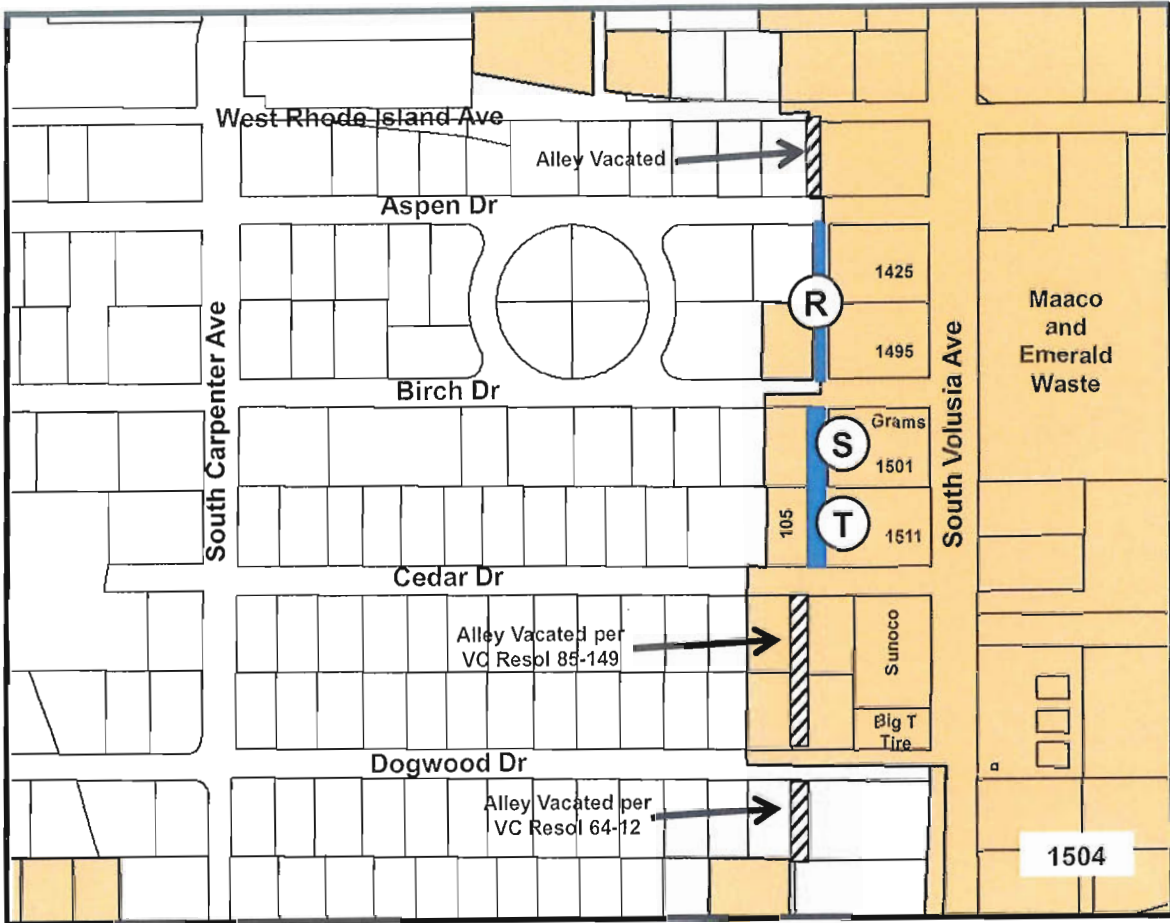 West Rhode Island Ave
Alley Vacated
Aspen Dr
1425
R
Maaco
and
Emerald
Waste
1495
South Carpenter Ave
South Volusia Ave
Birch Dr
Grams
S
1501
105
T
1511
Cedar Dr
Alley Vacated per
VC Resol 85-149
Sunoco
Big T
Tire
Dogwood Dr
Alley Vacated per
VC Resol 64-12
1504